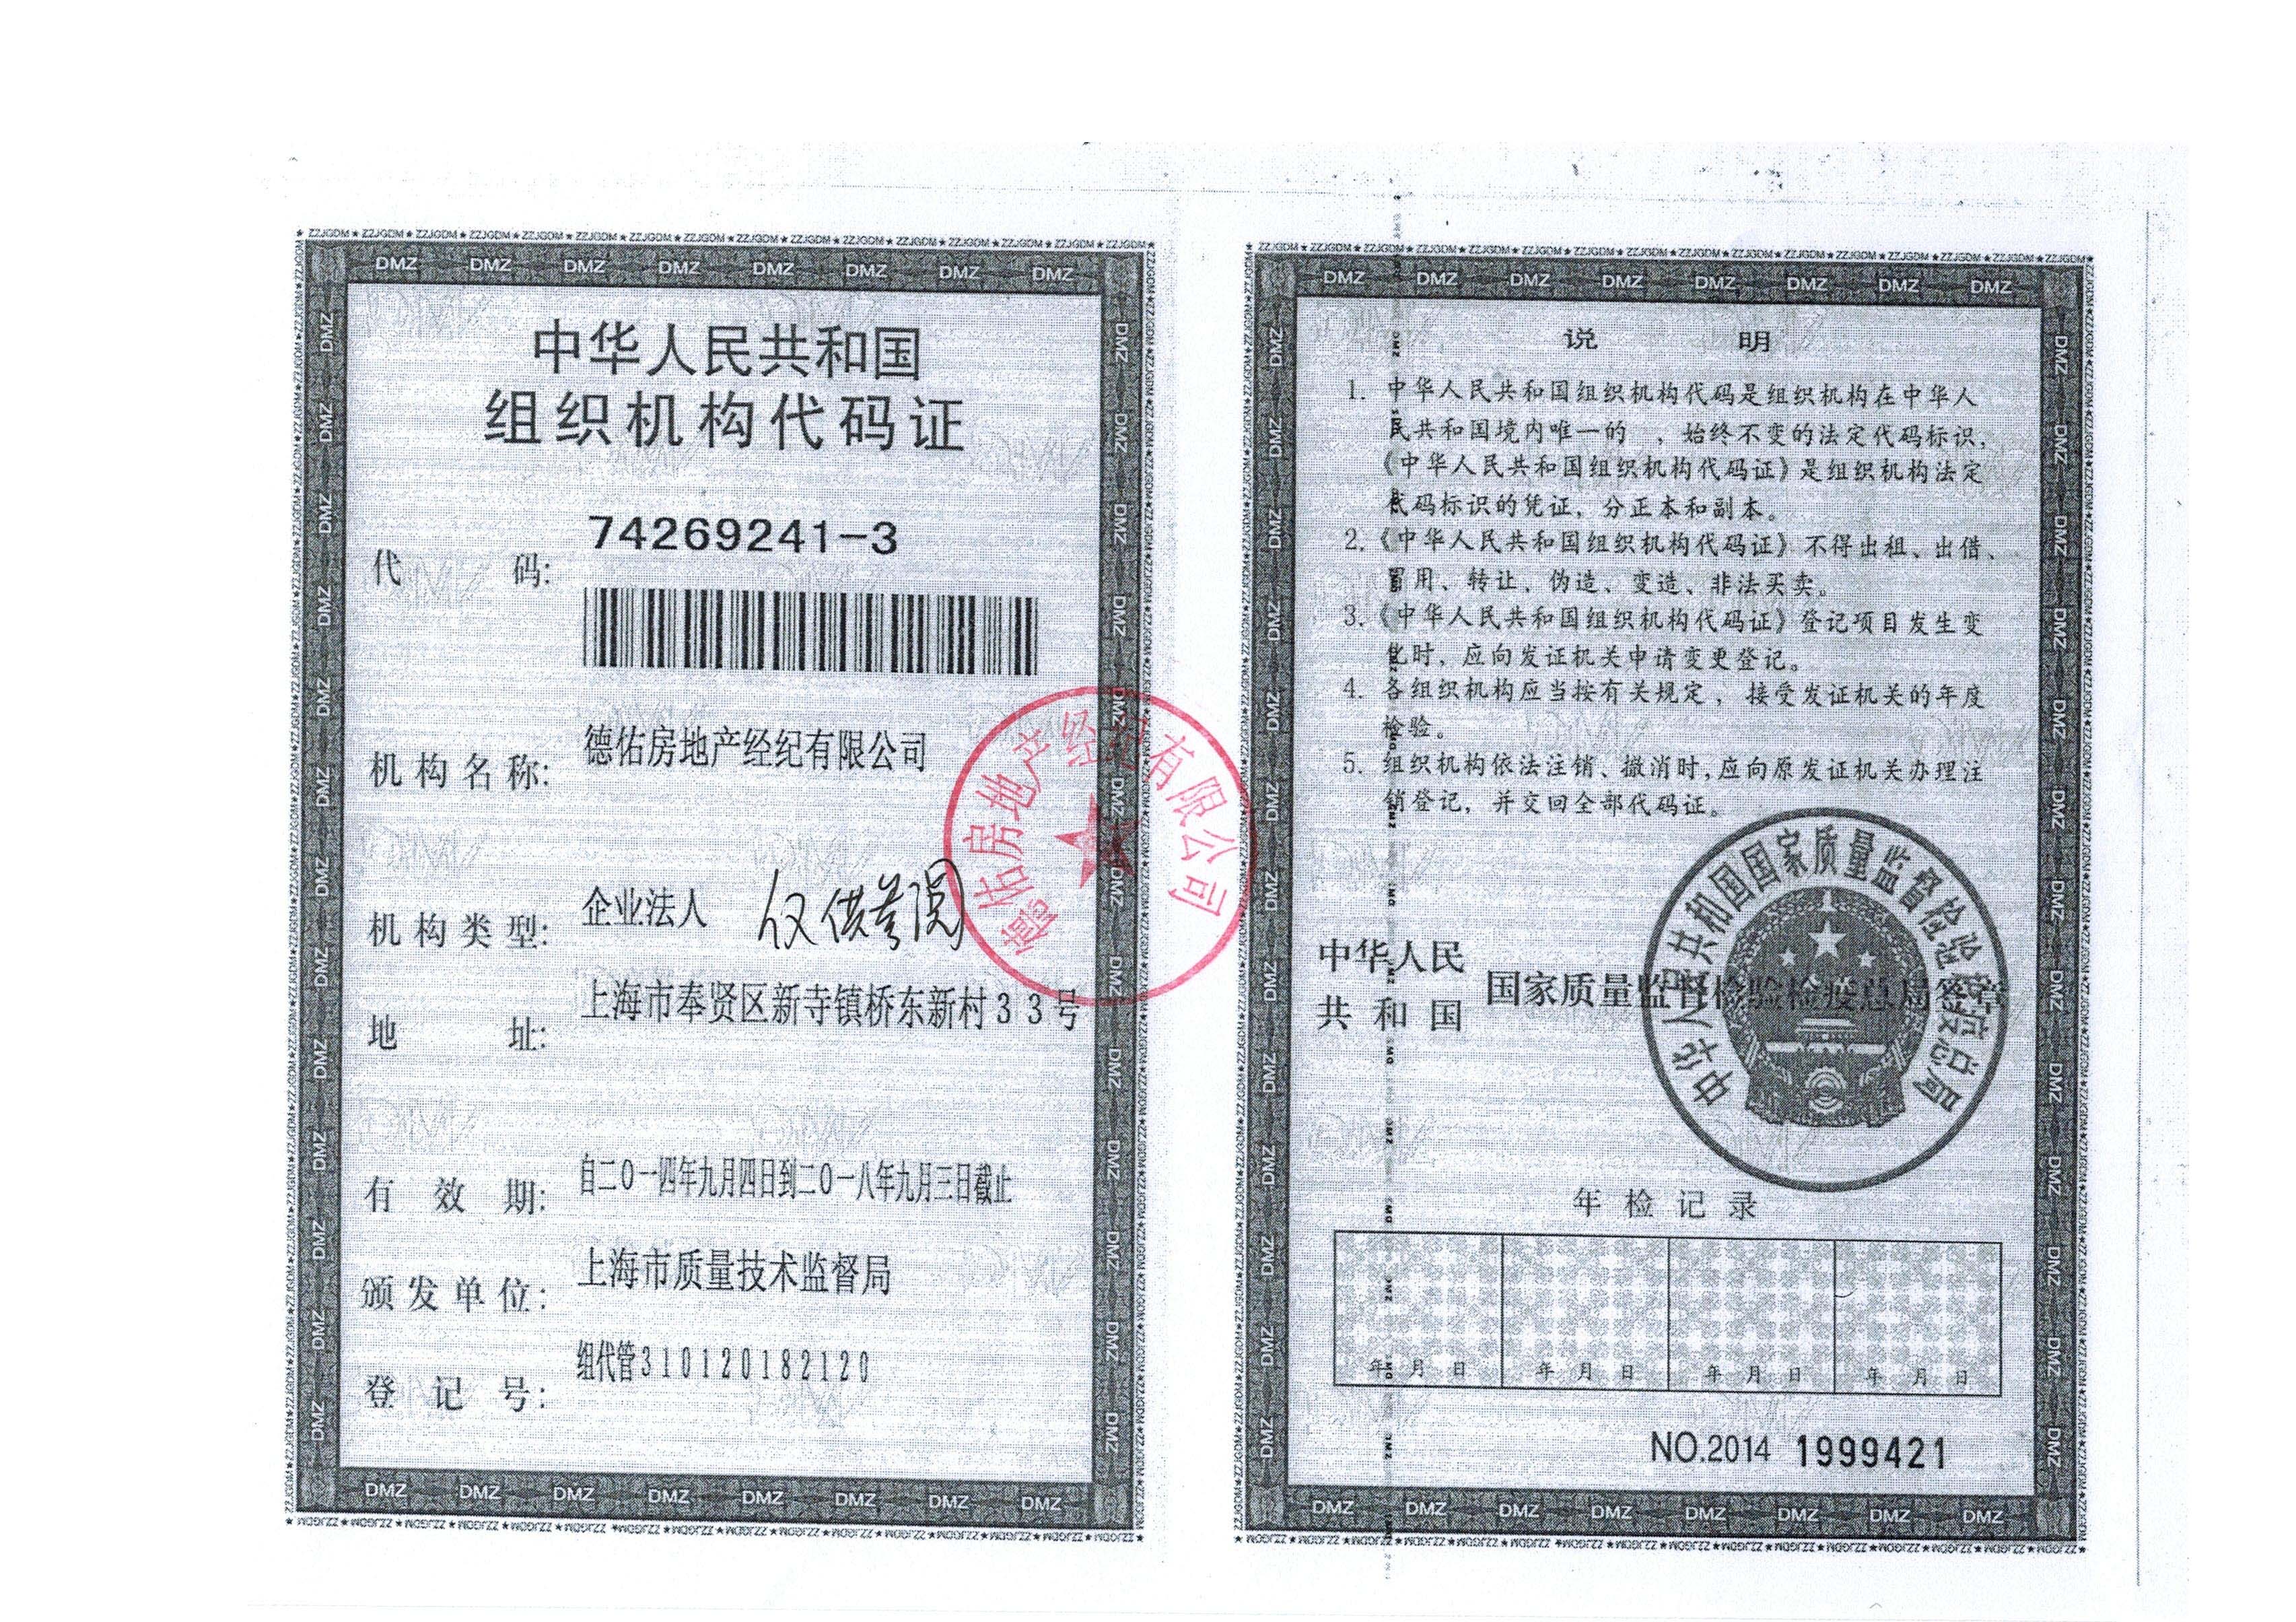 中华人民共和国
组织机构代码证
代 码: 74269241-3
机构名称: 德佑房地产经纪有限公司
机构类型: 企业法人
仅供参阅
地 址: 上海市奉贤区新寺镇桥东新村33号
有 效 期: 自二〇一四年九月四日到二〇一八年九月三日截止
颁发单位: 上海市质量技术监督局
登 记 号: 组代管310120182120
德佑房地产经纪有限公司
说 明
1. 中华人民共和国组织机构代码是组织机构在中华人
民共和国境内唯一的 、始终不变的法定代码标识,
《中华人民共和国组织机构代码证》是组织机构法定
代码标识的凭证, 分正本和副本。
2.《中华人民共和国组织机构代码证》不得出租、出借、
冒用、转让、伪造、变造、非法买卖。
3.《中华人民共和国组织机构代码证》登记项目发生变
化时, 应向发证机关申请变更登记。
4. 各组织机构应当按有关规定, 接受发证机关的年度
检验。
5. 组织机构依法注销、撤消时, 应向原发证机关办理注
销登记, 并交回全部代码证。
中华人民
共和国 国家质量监督检验检疫总局签章
中华人民共和国国家质量监督检验检疫总局
年检记录
年 月 日 年 月 日 年 月 日 年 月 日
NO.2014 1999421